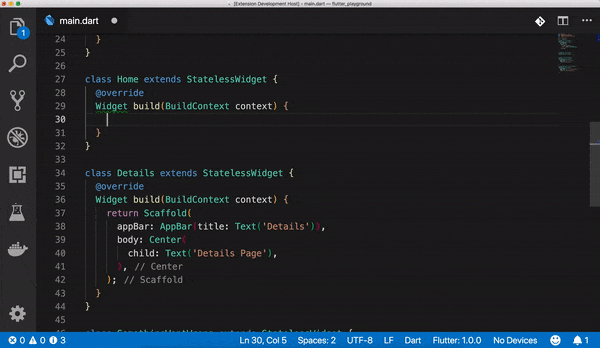 [Extension Development Host] - main.dart — flutter_playground
main.dart
24 }
25 }
26
27 class Home extends StatelessWidget {
28 @override
29 Widget build(BuildContext context) {
30
31 }
32 }
33
34 class Details extends StatelessWidget {
35 @override
36 Widget build(BuildContext context) {
37 return Scaffold(
38 appBar: AppBar(title: Text('Details')),
39 body: Center(
40 child: Text('Details Page'),
41 ), // Center
42 ); // Scaffold
43 }
44 }
45
1
0 0 3 Ln 30, Col 5 Spaces: 2 UTF-8 LF Dart Flutter: 1.0.0 No Devices 1